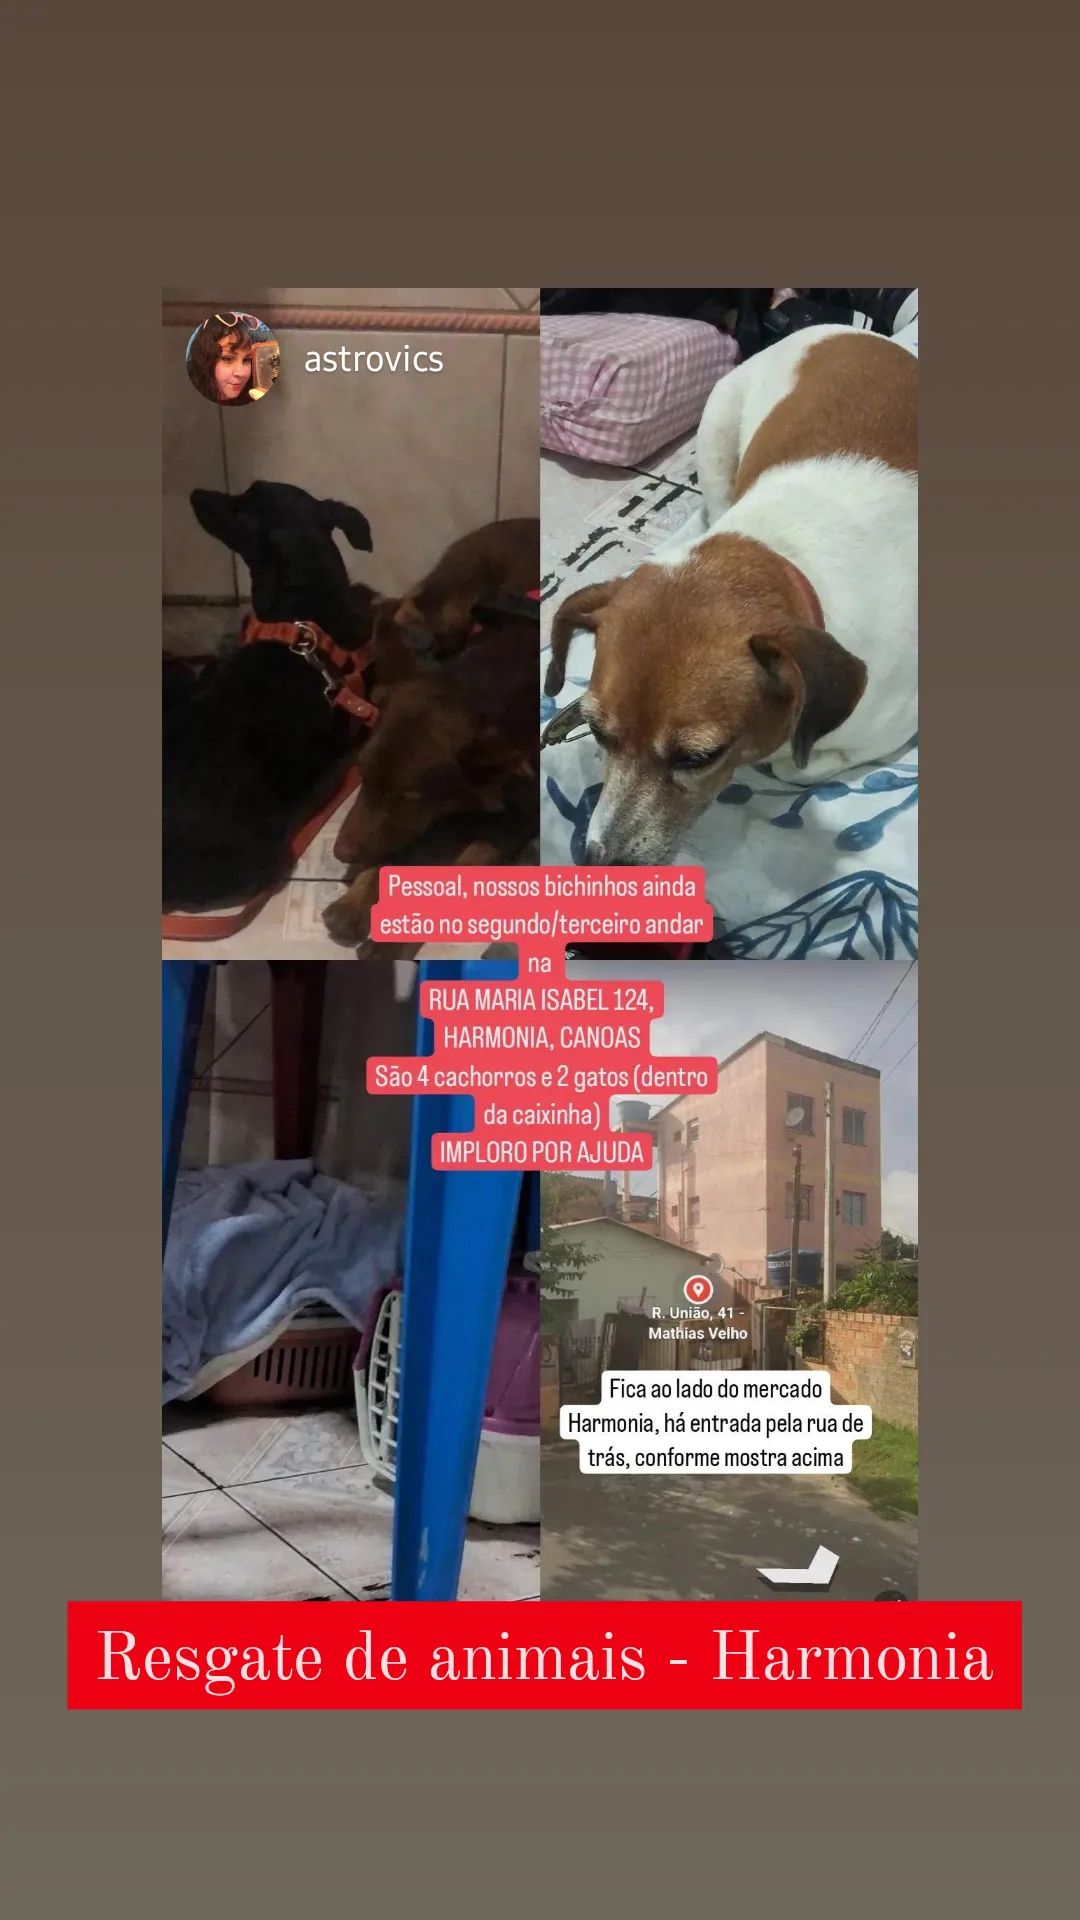 astrovics
Pessoal, nossos bichinhos ainda
estão no segundo/terceiro andar
na
RUA MARIA ISABEL 124,
HARMONIA, CANOAS
São 4 cachorros e 2 gatos (dentro
da caixinha)
IMPLORO POR AJUDA
R. União, 41 -
Mathias Velho
Fica ao lado do mercado
Harmonia, há entrada pela rua de
trás, conforme mostra acima
Resgate de animais - Harmonia